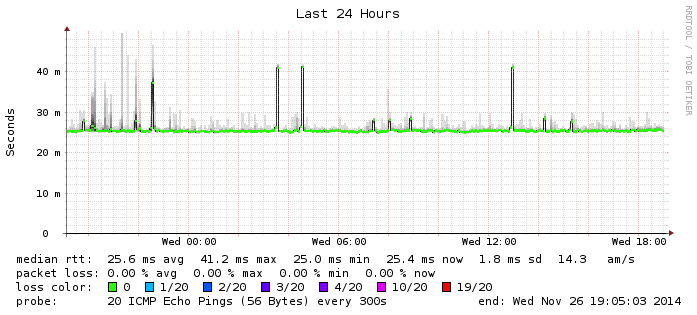 Last 24 Hours
RRDTOOL / TOBI OETIKER
Seconds
40 m
30 m
20 m
10 m
0
Wed 00:00 Wed 06:00 Wed 12:00 Wed 18:00
median rtt: 25.6 ms avg 41.2 ms max 25.0 ms min 25.4 ms now 1.8 ms sd 14.3 am/s
packet loss: 0.00 % avg 0.00 % max 0.00 % min 0.00 % now
loss color: 0 1/20 2/20 3/20 4/20 10/20 19/20
probe: 20 ICMP Echo Pings (56 Bytes) every 300s end: Wed Nov 26 19:05:03 2014